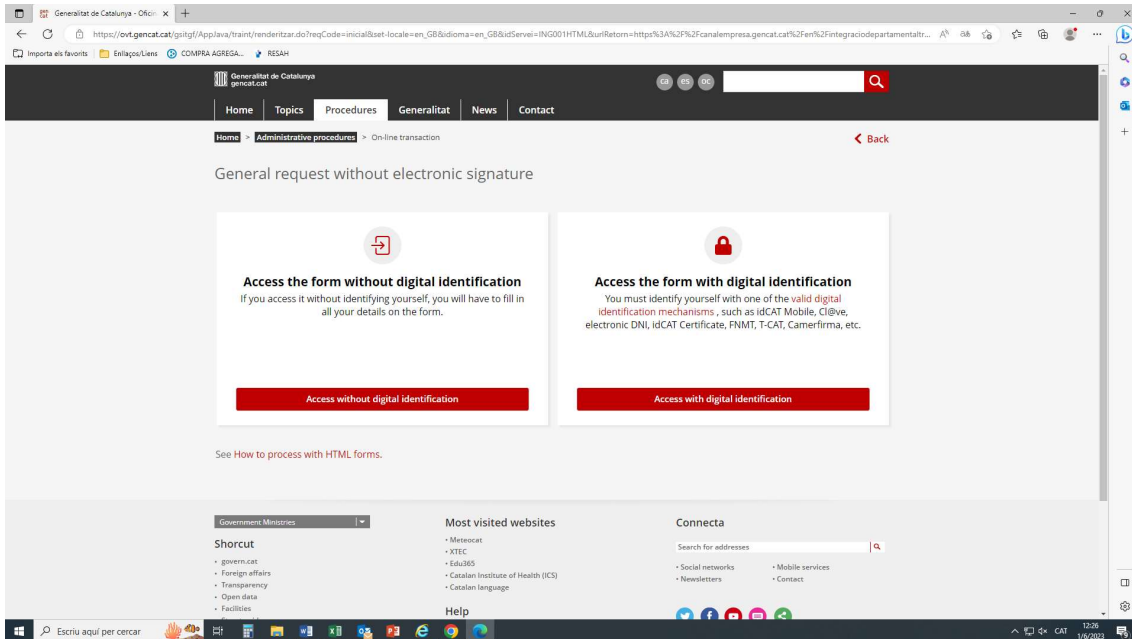 Generalitat de Catalunya - Oficin
https://ovt.gencat.cat/gsitgf/AppJava/traint/renderitzar.do?reqCode=inicial&set-locale=en_GB&idioma=en_GB&idServei=ING001HTML&urlRetorn=https%3A%2F%2Fcanalempresa.gencat.cat%2Fen%2Fintegraciodepartamentaltr...
Importa els favorits
Enllaços/Liens
COMPRA AGREGA...
RESAH
Generalitat de Catalunya
gencat.cat
ca es oc
Home Topics Procedures Generalitat News Contact
Home > Administrative procedures > On-line transaction
Back
General request without electronic signature
Access the form without digital identification
If you access it without identifying yourself, you will have to fill in
all your details on the form.
Access without digital identification
Access the form with digital identification
You must identify yourself with one of the valid digital
identification mechanisms , such as idCAT Mobile, Cl@ve,
electronic DNI, idCAT Certificate, FNMT, T-CAT, Camerfirma, etc.
Access with digital identification
See How to process with HTML forms.
Government Ministries
Shorcut
govern.cat
Foreign affairs
Transparency
Open data
Facilities
Most visited websites
Meteocat
XTEC
Edu365
Catalan Institute of Health (ICS)
Catalan language
Help
Connecta
Search for addresses
Social networks
Newsletters
Mobile services
Contact
Escriu aquí per cercar
CAT
12:26
1/6/2023